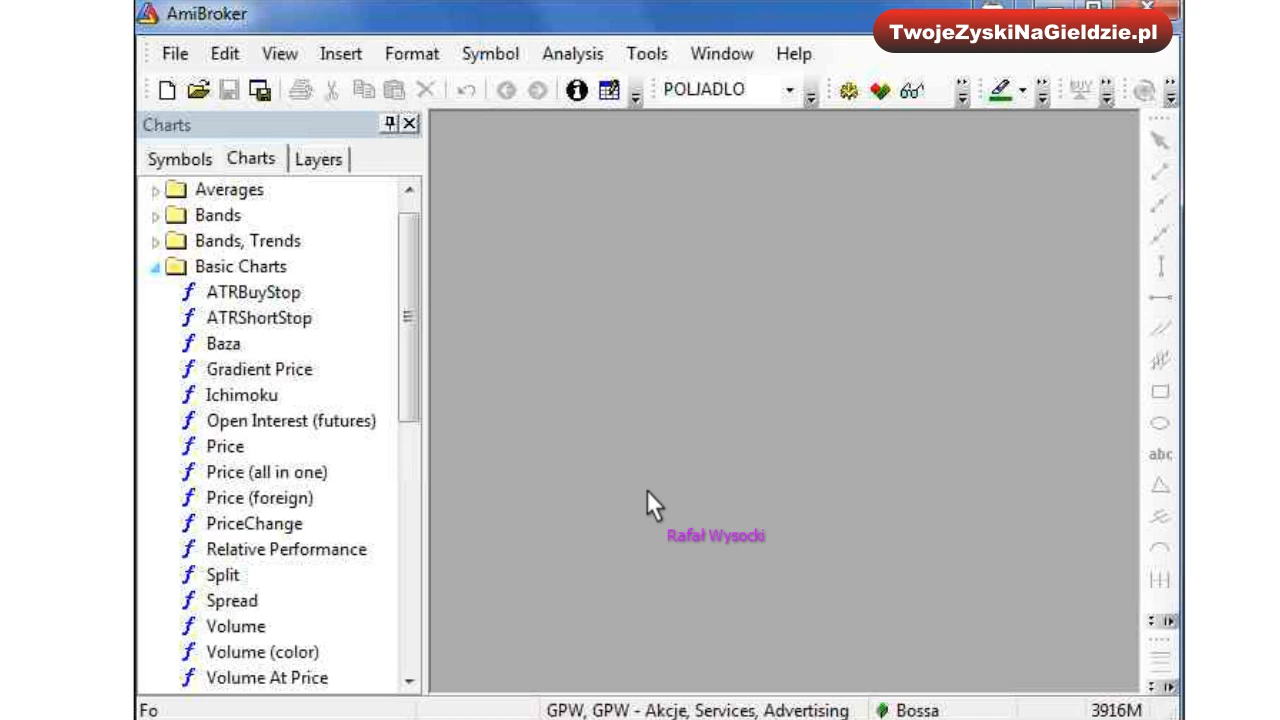 AmiBroker
TwojeZyskiNaGieldzie.pl
File Edit View Insert Format Symbol Analysis Tools Window Help
POLJADLO
Charts
Symbols Charts Layers
Averages
Bands
Bands, Trends
Basic Charts
ATRBuyStop
ATRShortStop
Baza
Gradient Price
Ichimoku
Open Interest (futures)
Price
Price (all in one)
Price (foreign)
PriceChange
Relative Performance
Split
Spread
Volume
Volume (color)
Volume At Price
abc
Rafał Wysocki
Fo GPW, GPW - Akcje, Services, Advertising Bossa 3916M